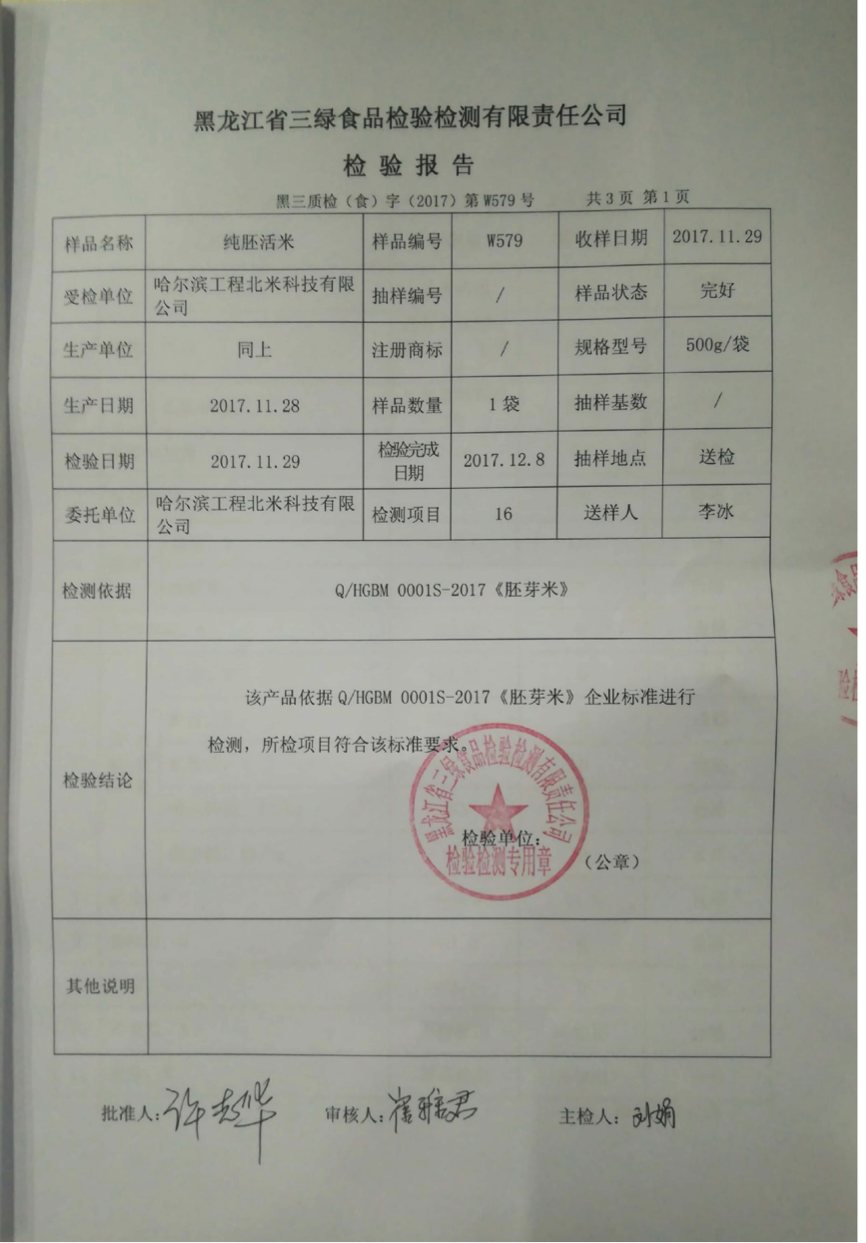 黑龙江省三绿食品检验检测有限责任公司
检验报告
黑三质检（食）字（2017）第W579号 共3页 第1页
样品名称 纯胚活米 样品编号 W579 收样日期 2017.11.29
受检单位 哈尔滨工程北米科技有限公司 抽样编号 / 样品状态 完好
生产单位 同上 注册商标 / 规格型号 500g/袋
生产日期 2017.11.28 样品数量 1袋 抽样基数 /
检验日期 2017.11.29 检验完成日期 2017.12.8 抽样地点 送检
委托单位 哈尔滨工程北米科技有限公司 检测项目 16 送样人 李冰
检测依据 Q/HGBM 0001S-2017《胚芽米》
该产品依据Q/HGBM 0001S-2017《胚芽米》企业标准进行
检测，所检项目符合该标准要求。
检验结论
黑龙江省三绿食品检验检测有限责任公司
检验单位：
检验检测专用章
（公章）
其他说明
批准人： 审核人： 主检人：刘娟